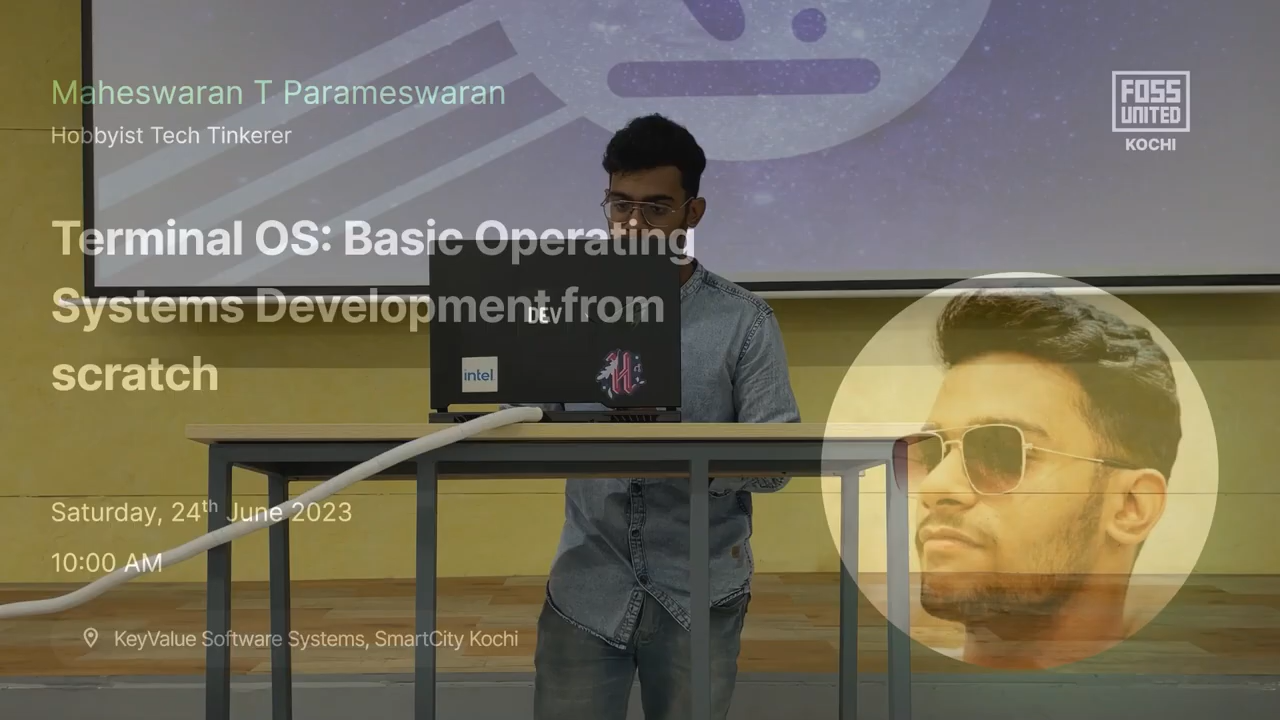 Maheswaran T Parameswaran
Hobbyist Tech Tinkerer
FOSS
UNITED
KOCHI
Terminal OS: Basic Operating
Systems Development from
scratch
DEV
intel
H
Saturday, 24th June 2023
10:00 AM
KeyValue Software Systems, SmartCity Kochi